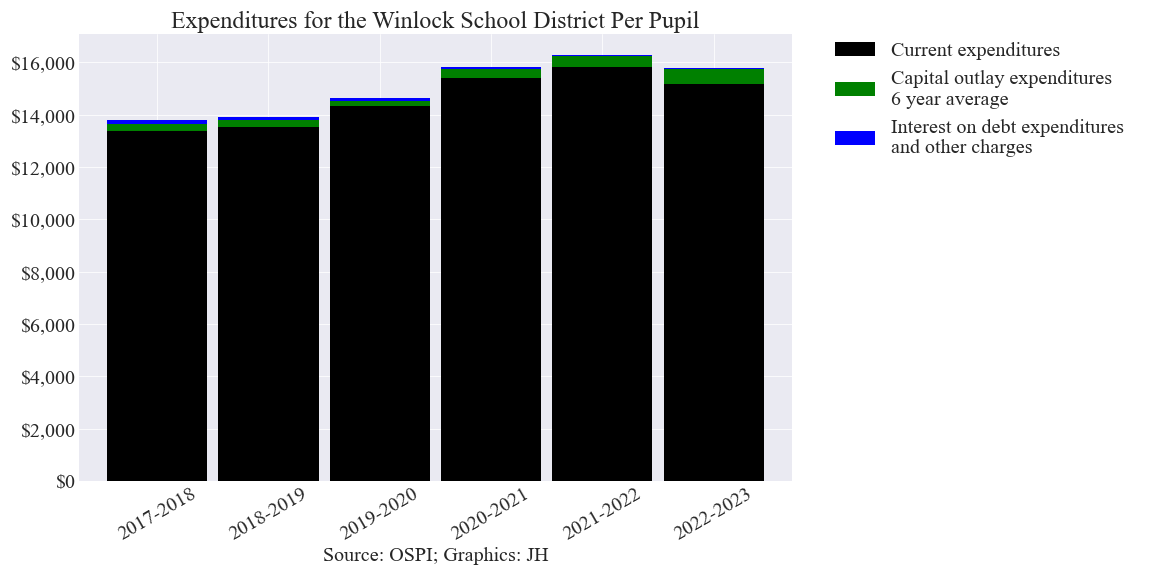 Expenditures for the Winlock School District Per Pupil
$16,000
$14,000
$12,000
$10,000
$8,000
$6,000
$4,000
$2,000
$0
2017-2018
2018-2019
2019-2020
2020-2021
2021-2022
2022-2023
Source: OSPI; Graphics: JH
Current expenditures
Capital outlay expenditures
6 year average
Interest on debt expenditures
and other charges